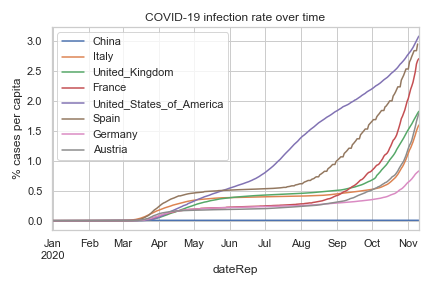 COVID-19 infection rate over time
% cases per capita
3.0
2.5
2.0
1.5
1.0
0.5
0.0
China
Italy
United_Kingdom
France
United_States_of_America
Spain
Germany
Austria
Jan Feb Mar Apr May Jun Jul Aug Sep Oct Nov
2020
dateRep